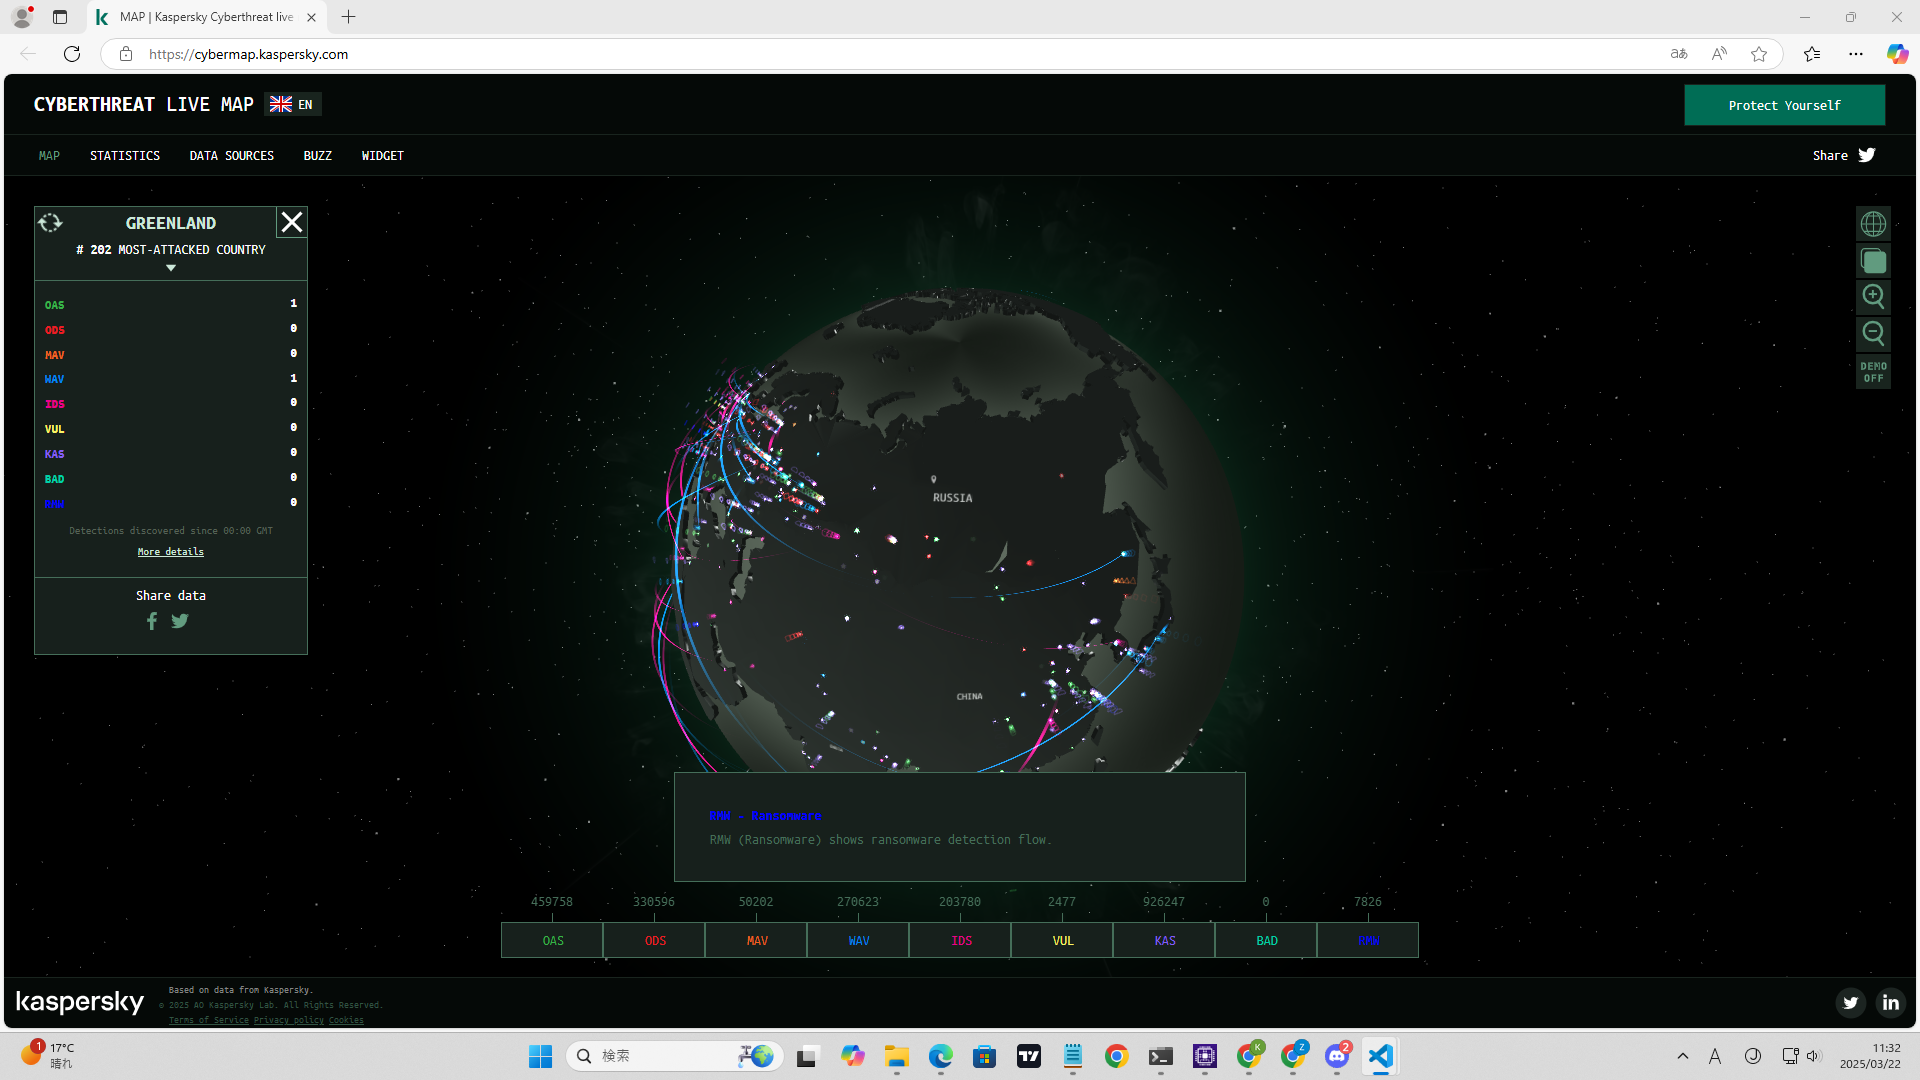 MAP | Kaspersky Cyberthreat live
https://cybermap.kaspersky.com
CYBERTHREAT LIVE MAP
EN
Protect Yourself
MAP
STATISTICS
DATA SOURCES
BUZZ
WIDGET
Share
GREENLAND
# 202 MOST-ATTACKED COUNTRY
OAS 1
ODS 0
MAV 0
WAV 1
IDS 0
VUL 0
KAS 0
BAD 0
RMW 0
Detections discovered since 00:00 GMT
More details
Share data
DEMO
OFF
RUSSIA
CHINA
RMW - Ransomware
RMW (Ransomware) shows ransomware detection flow.
459758
330596
50202
270623
203780
2477
926247
0
7826
OAS
ODS
MAV
WAV
IDS
VUL
KAS
BAD
RMW
kaspersky
Based on data from Kaspersky.
© 2025 AO Kaspersky Lab. All Rights Reserved.
Terms of Service Privacy policy Cookies
1
17°C
晴れ
検索
K
Z
2
A
11:32
2025/03/22